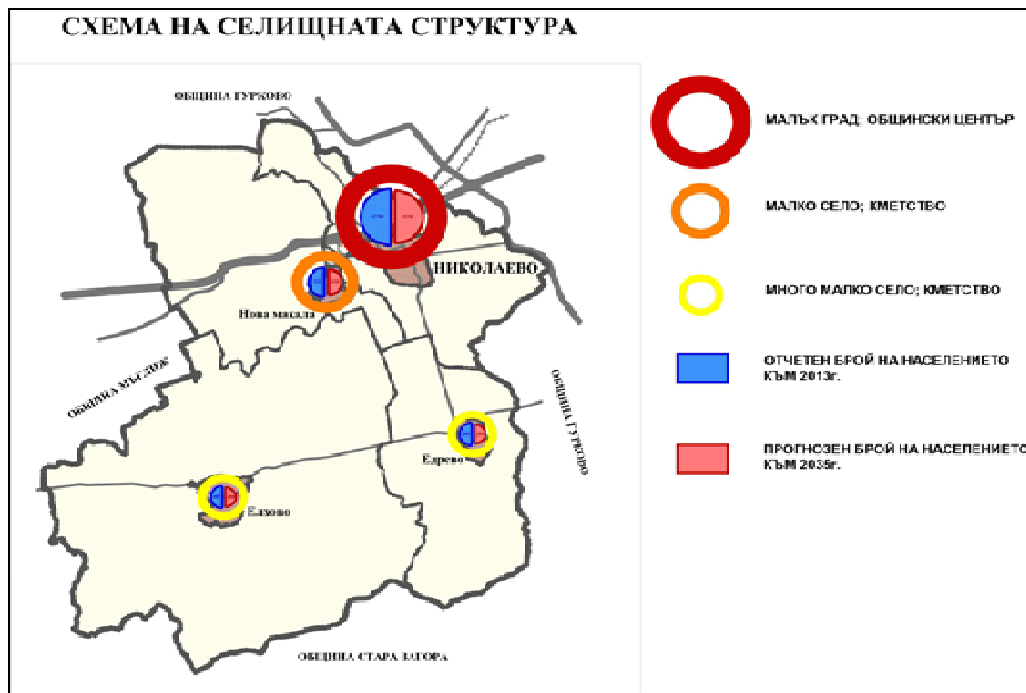 СХЕМА НА СЕЛИЩНАТА СТРУКТУРА
ОБЩИНА ГУРКОВО
МАЛЪК ГРАД; ОБЩИНСКИ ЦЕНТЪР
МАЛКО СЕЛО; КМЕТСТВО
НИКОЛАЕВО
МНОГО МАЛКО СЕЛО; КМЕТСТВО
Нова махала
ОТЧЕТЕН БРОЙ НА НАСЕЛЕНИЕТО
КЪМ 2013г.
ОБЩИНА МЪГЛИЖ
ОБЩИНА ГУРКОВО
Едрево
ПРОГНОЗЕН БРОЙ НА НАСЕЛЕНИЕТО
КЪМ 2035г.
Елхово
ОБЩИНА СТАРА ЗАГОРА